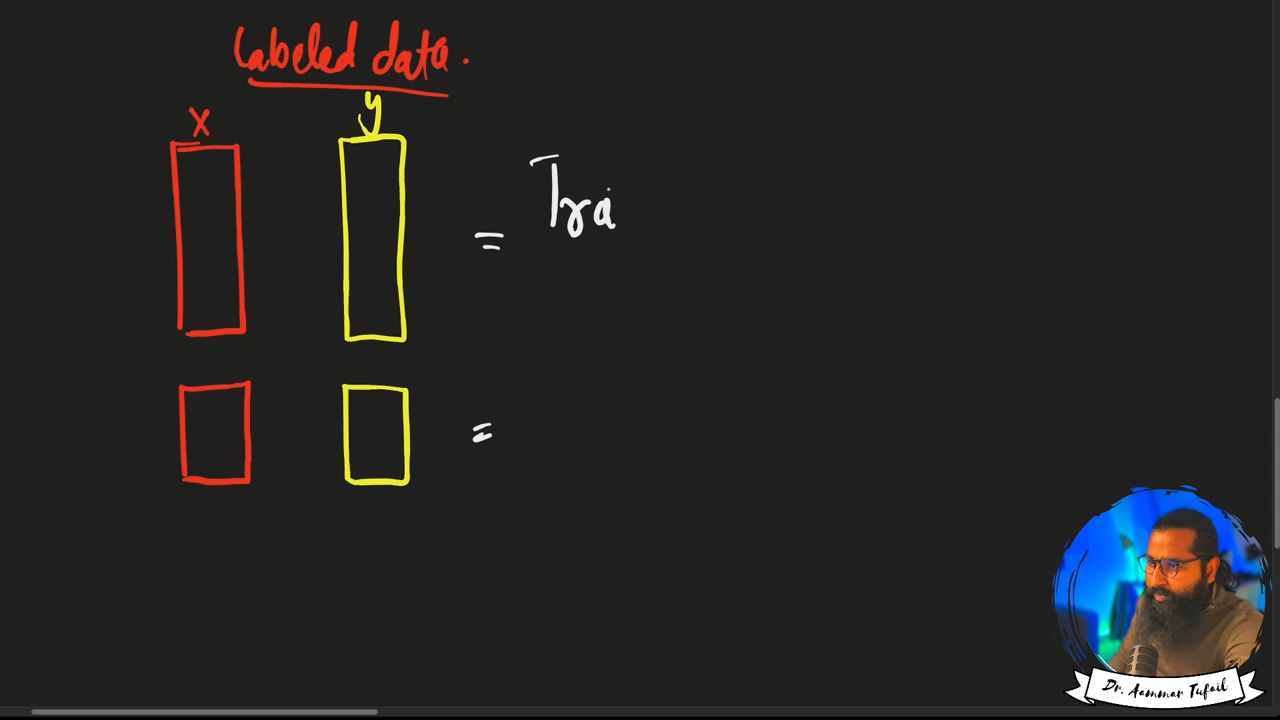 Labeled data.
X
y
= Tra
=
Dr. Aammar Tufail